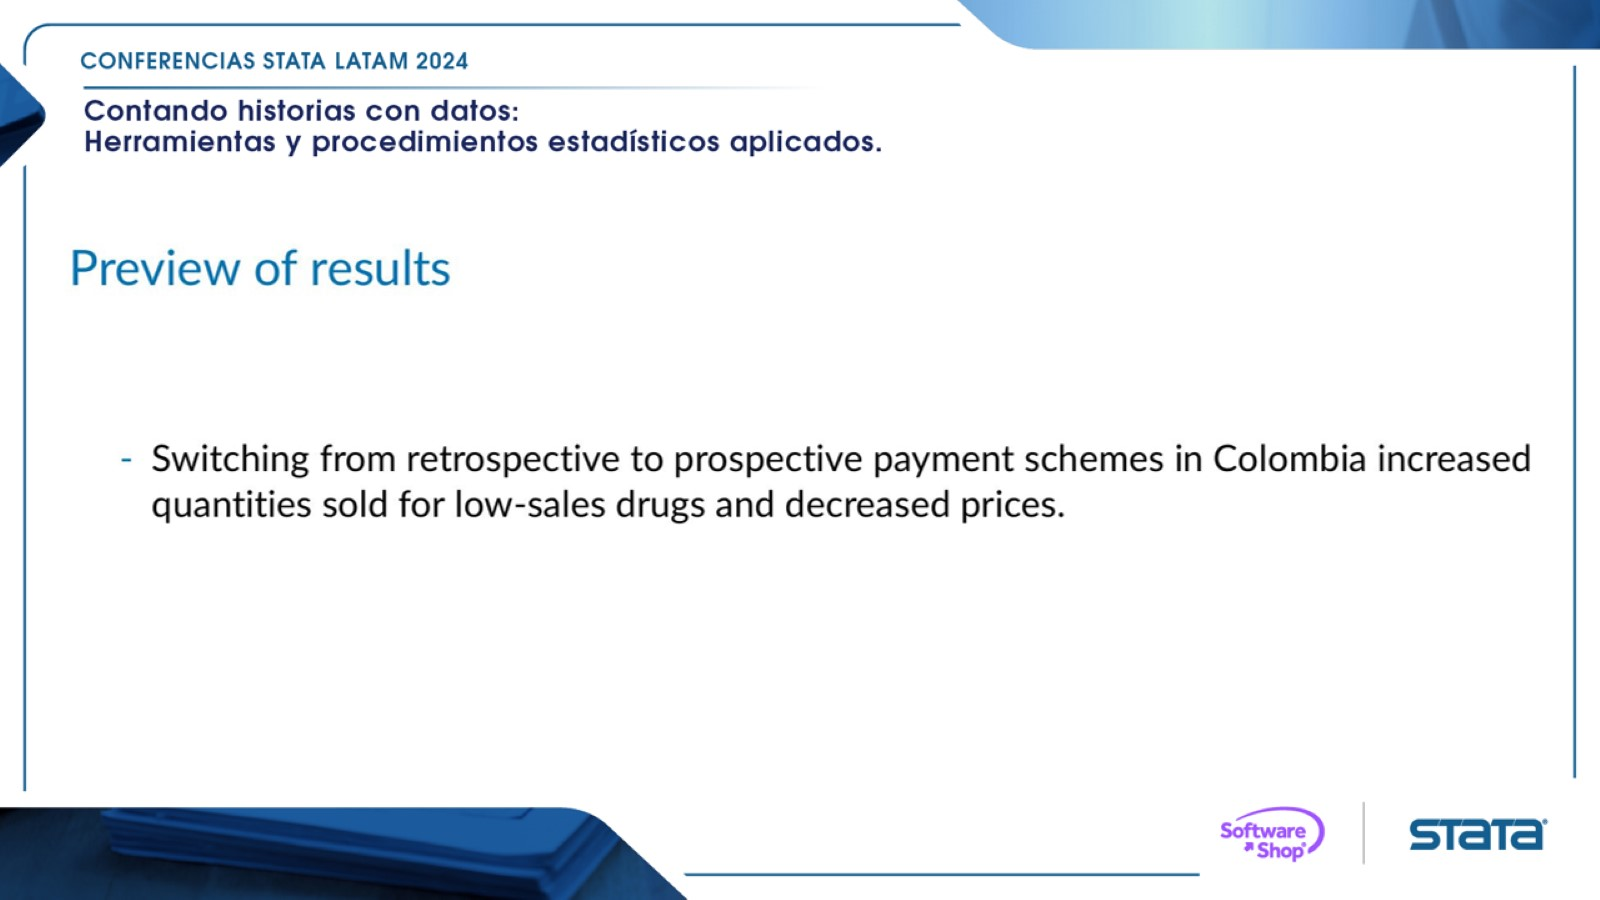 CONFERENCIAS STATA LATAM 2024
Contando historias con datos:
Herramientas y procedimientos estadísticos aplicados.
Preview of results
- Switching from retrospective to prospective payment schemes in Colombia increased
quantities sold for low-sales drugs and decreased prices.
Software
Shop
STATA®